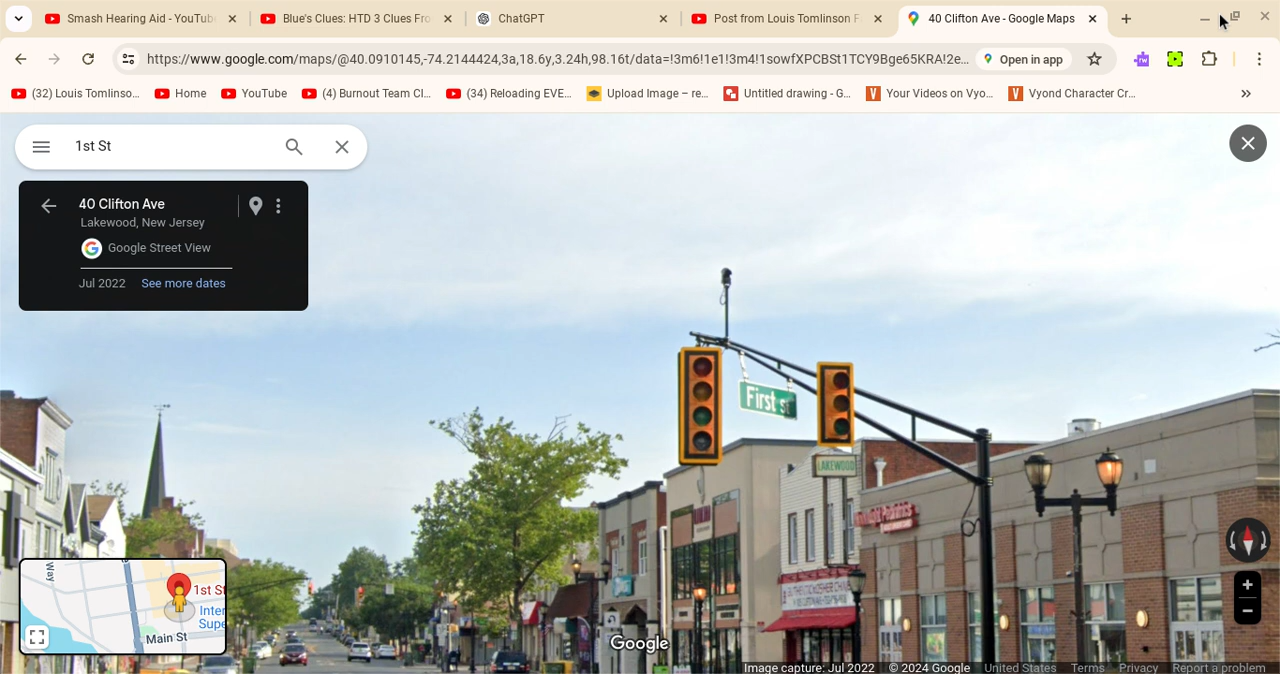 Smash Hearing Aid - YouTub
Blue's Clues: HTD 3 Clues Fro
ChatGPT
Post from Louis Tomlinson F
40 Clifton Ave - Google Maps
https://www.google.com/maps/@40.0910145,-74.2144424,3a,18.6y,3.24h,98.16t/data=!3m6!1e1!3m4!1sowfXPCBSt1TCY9Bge65KRA!2e...
Open in app
(32) Louis Tomlinso...
Home
YouTube
(4) Burnout Team Cl...
(34) Reloading EVE...
Upload Image – re...
Untitled drawing - G...
Your Videos on Vyo...
Vyond Character Cr...
1st St
40 Clifton Ave
Lakewood, New Jersey
Google Street View
Jul 2022 See more dates
First St
LAKEWOOD
Way
1st St
Inter
Supe
Main St
Google
Image capture: Jul 2022 © 2024 Google United States Terms Privacy Report a problem